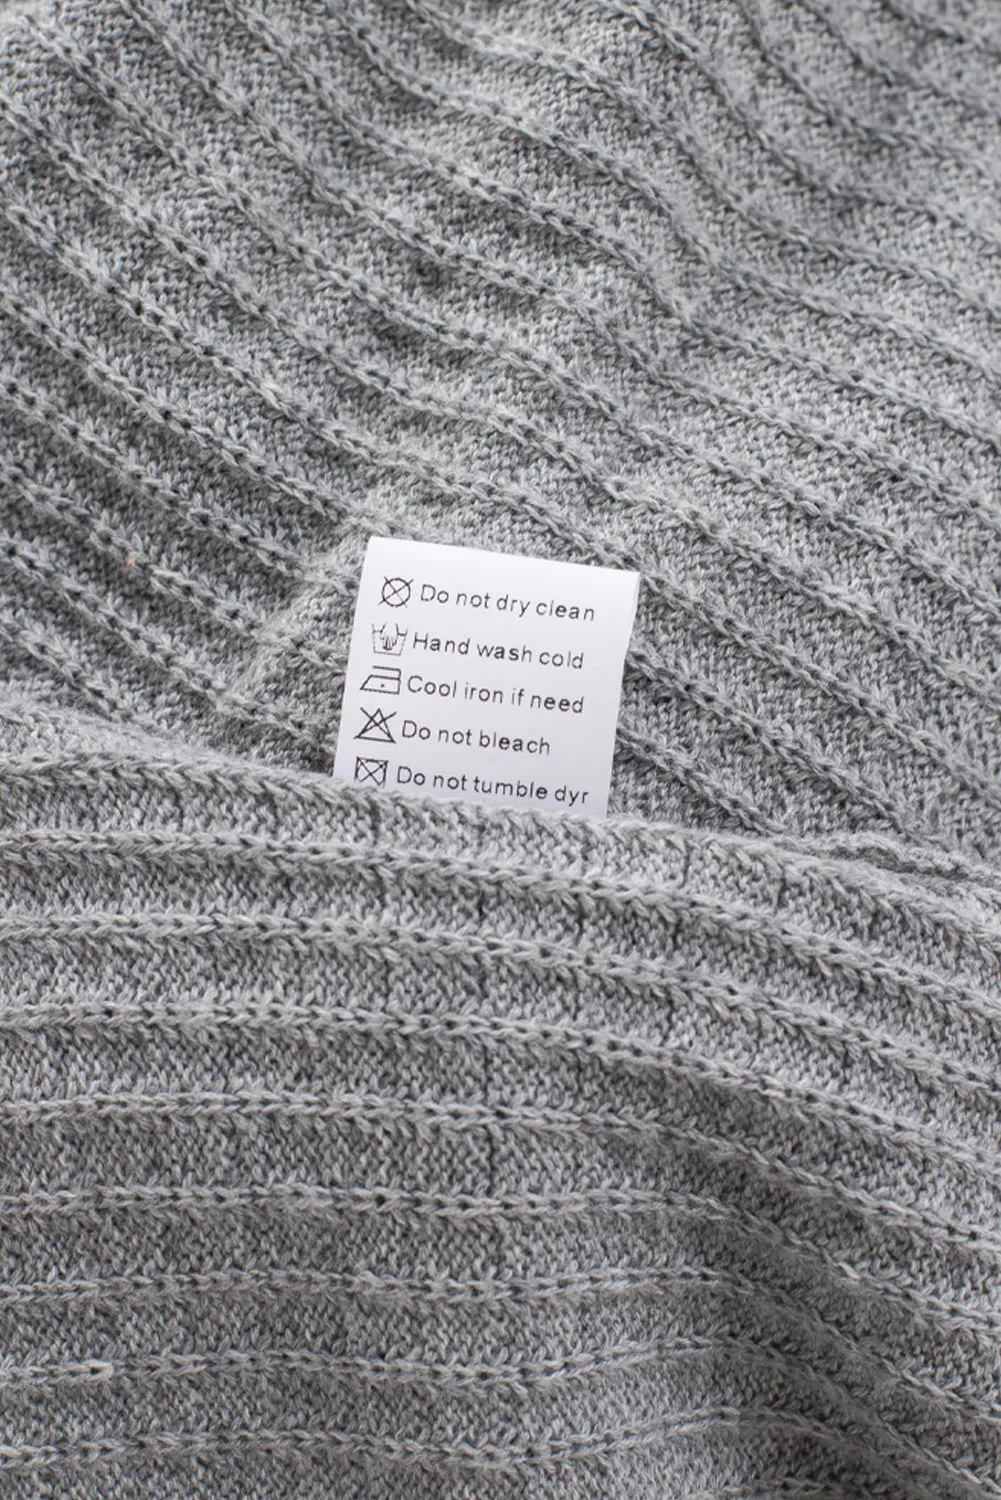 Do not dry clean
Hand wash cold
Cool iron if need
Do not bleach
Do not tumble dyr